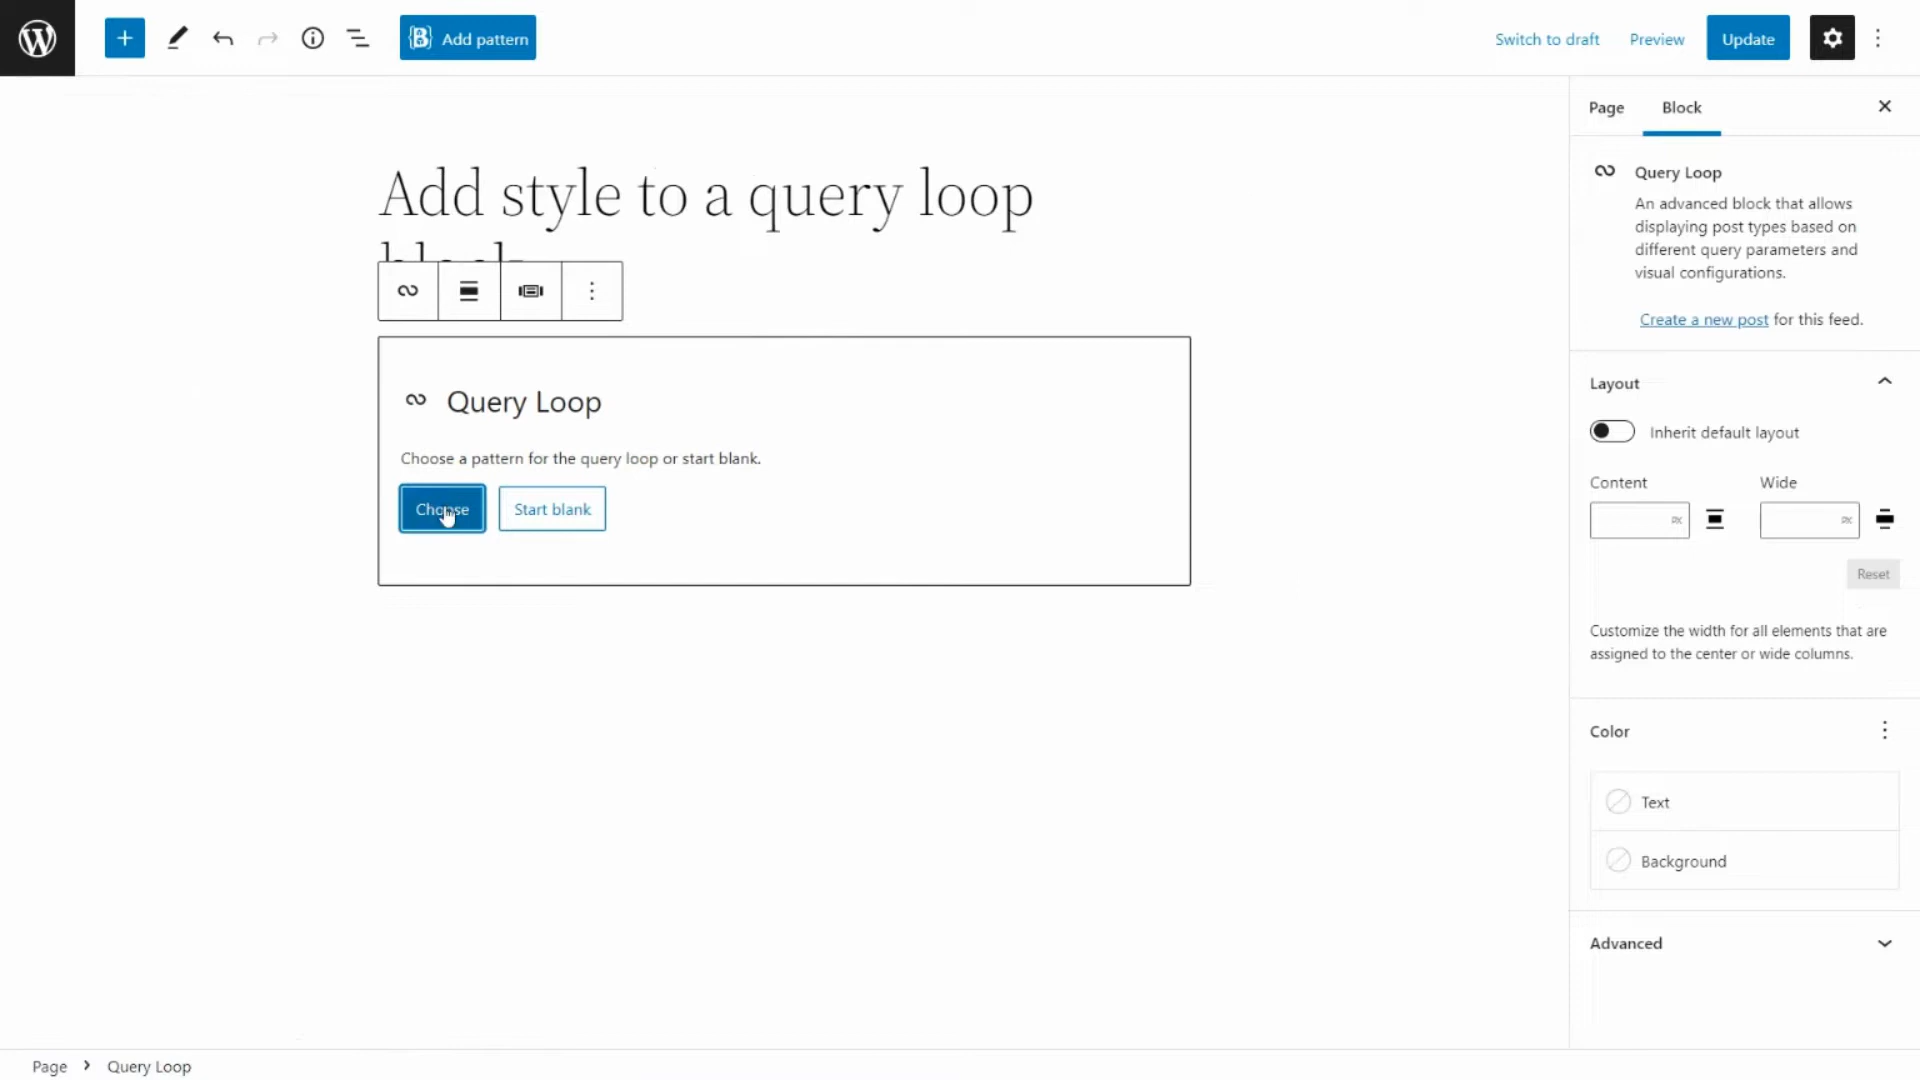 Add pattern
Switch to draft
Preview
Update
Page
Block
Add style to a query loop
Query Loop
An advanced block that allows
displaying post types based on
different query parameters and
visual configurations.
Create a new post for this feed.
Query Loop
Choose a pattern for the query loop or start blank.
Choose
Start blank
Layout
Inherit default layout
Content
Wide
PX
PX
Reset
Customize the width for all elements that are
assigned to the center or wide columns.
Color
Text
Background
Advanced
Page
Query Loop